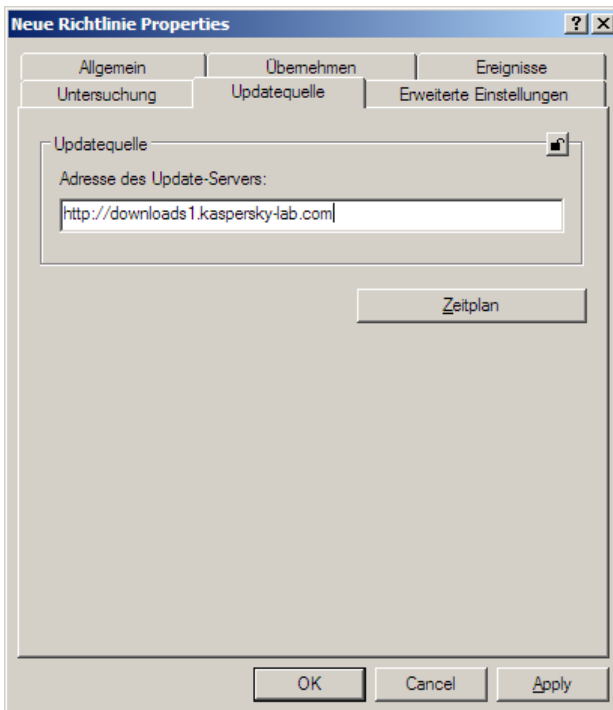 Neue Richtlinie Properties
Allgemein Übernehmen Ereignisse
Untersuchung Updatequelle Erweiterte Einstellungen
Updatequelle
Adresse des Update-Servers:
http://downloads1.kaspersky-lab.com
Zeitplan
OK Cancel Apply